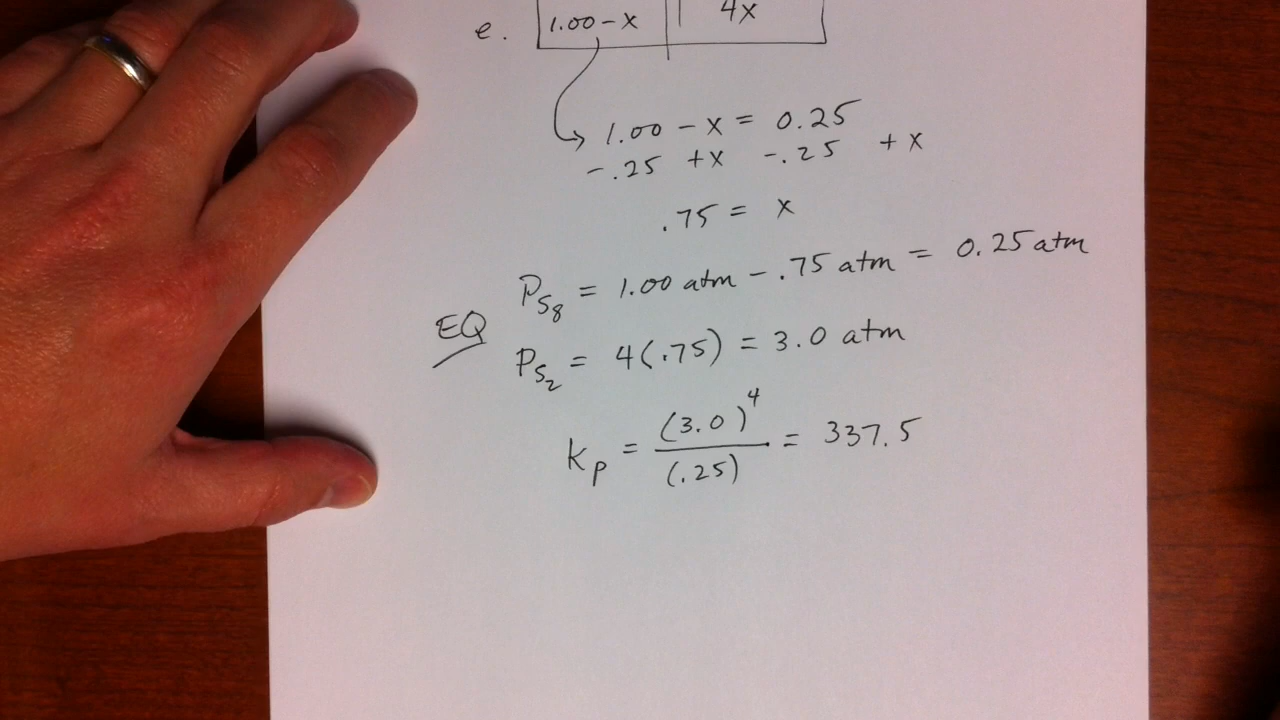 e. 1.00 - x | 4x
1.00 - x = 0.25
-.25 +x -.25 +x
.75 = x
P_S₈ = 1.00 atm - .75 atm = 0.25 atm
EQ
P_S₂ = 4(.75) = 3.0 atm
Kp = (3.0)⁴ / (.25) = 337.5